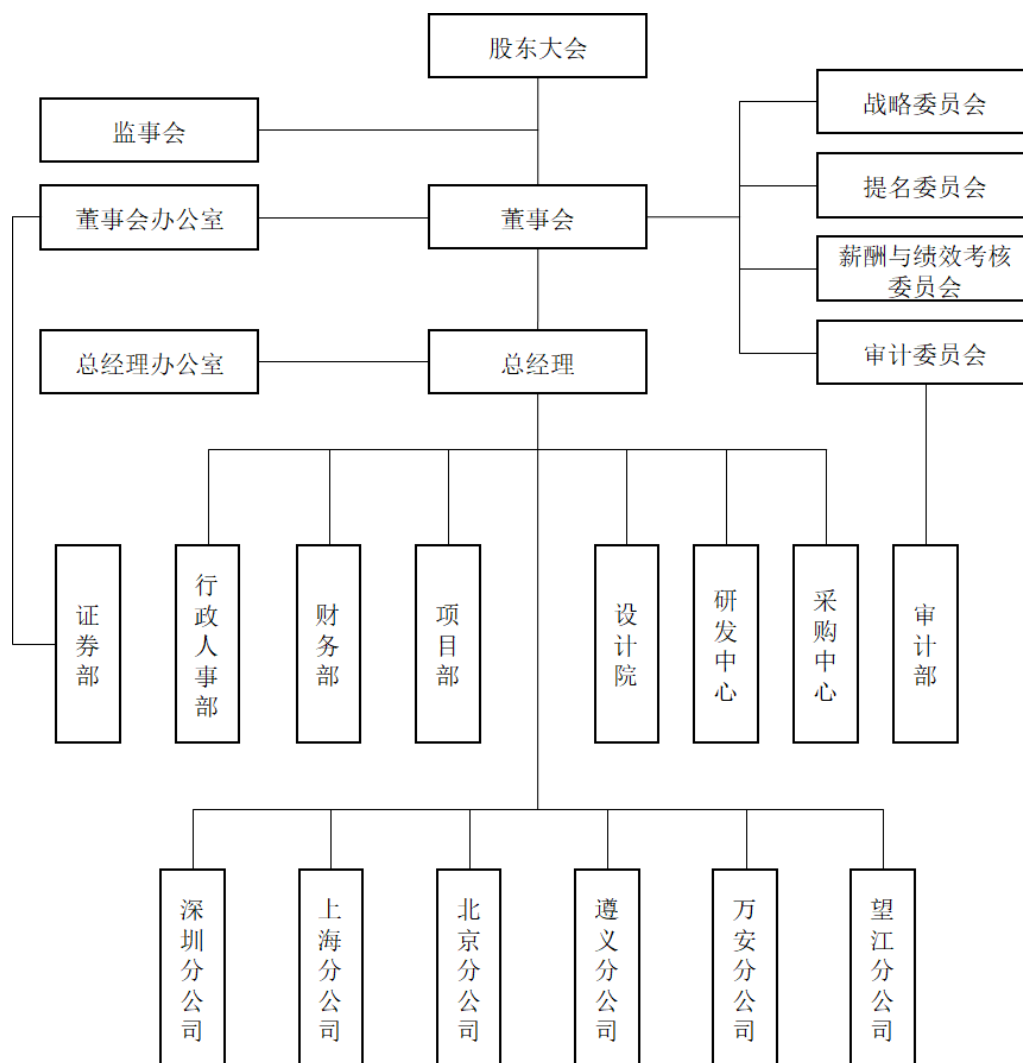 股东大会
监事会
战略委员会
提名委员会
董事会办公室
董事会
薪酬与绩效考核
委员会
总经理办公室
总经理
审计委员会
证券部
行政人事部
财务部
项目部
设计院
研发中心
采购中心
审计部
深圳分公司
上海分公司
北京分公司
遵义分公司
万安分公司
望江分公司